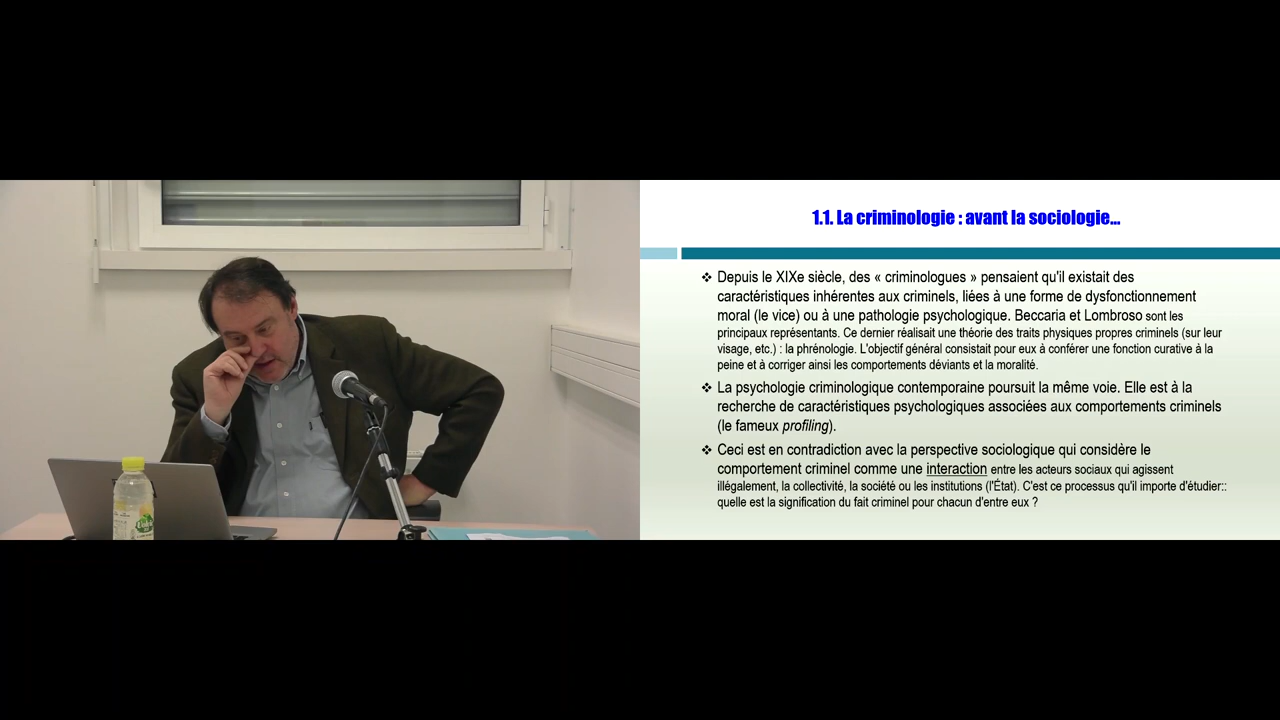 1.1. La criminologie : avant la sociologie...
❖ Depuis le XIXe siècle, des « criminologues » pensaient qu'il existait des
caractéristiques inhérentes aux criminels, liées à une forme de dysfonctionnement
moral (le vice) ou à une pathologie psychologique. Beccaria et Lombroso sont les
principaux représentants. Ce dernier réalisait une théorie des traits physiques propres criminels (sur leur
visage, etc.) : la phrénologie. L'objectif général consistait pour eux à conférer une fonction curative à la
peine et à corriger ainsi les comportements déviants et la moralité.
❖ La psychologie criminologique contemporaine poursuit la même voie. Elle est à la
recherche de caractéristiques psychologiques associées aux comportements criminels
(le fameux profiling).
❖ Ceci est en contradiction avec la perspective sociologique qui considère le
comportement criminel comme une interaction entre les acteurs sociaux qui agissent
illégalement, la collectivité, la société ou les institutions (l'État). C'est ce processus qu'il importe d'étudier::
quelle est la signification du fait criminel pour chacun d'entre eux ?